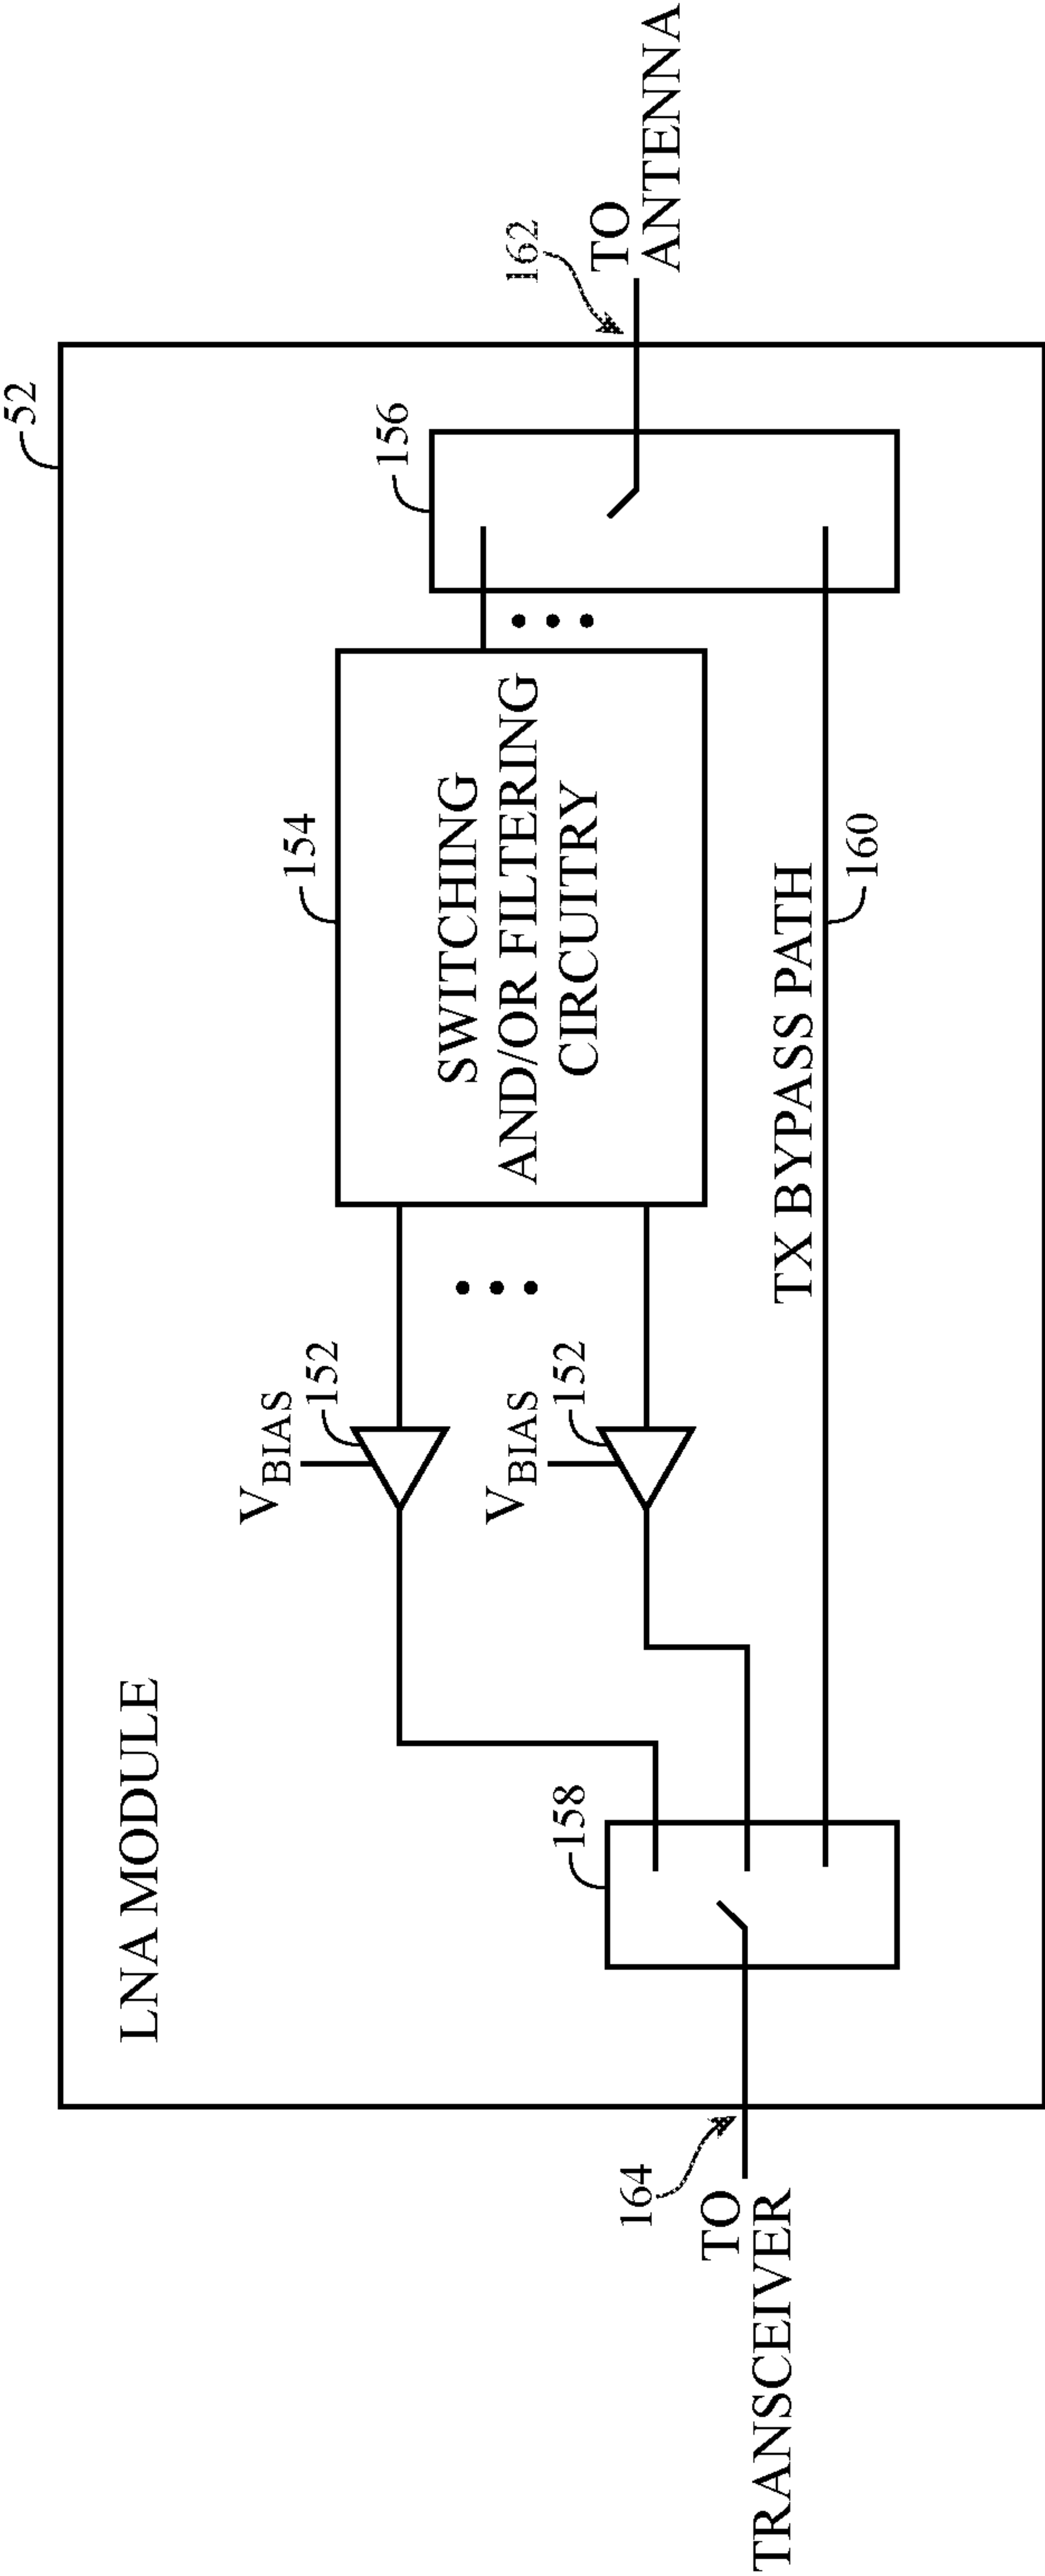 52
LNA MODULE
154
156
162
VBIAS
152
SWITCHING
AND/OR FILTERING
CIRCUITRY
TO
ANTENNA
VBIAS
152
158
164
TO
TRANSCEIVER
TX BYPASS PATH
160